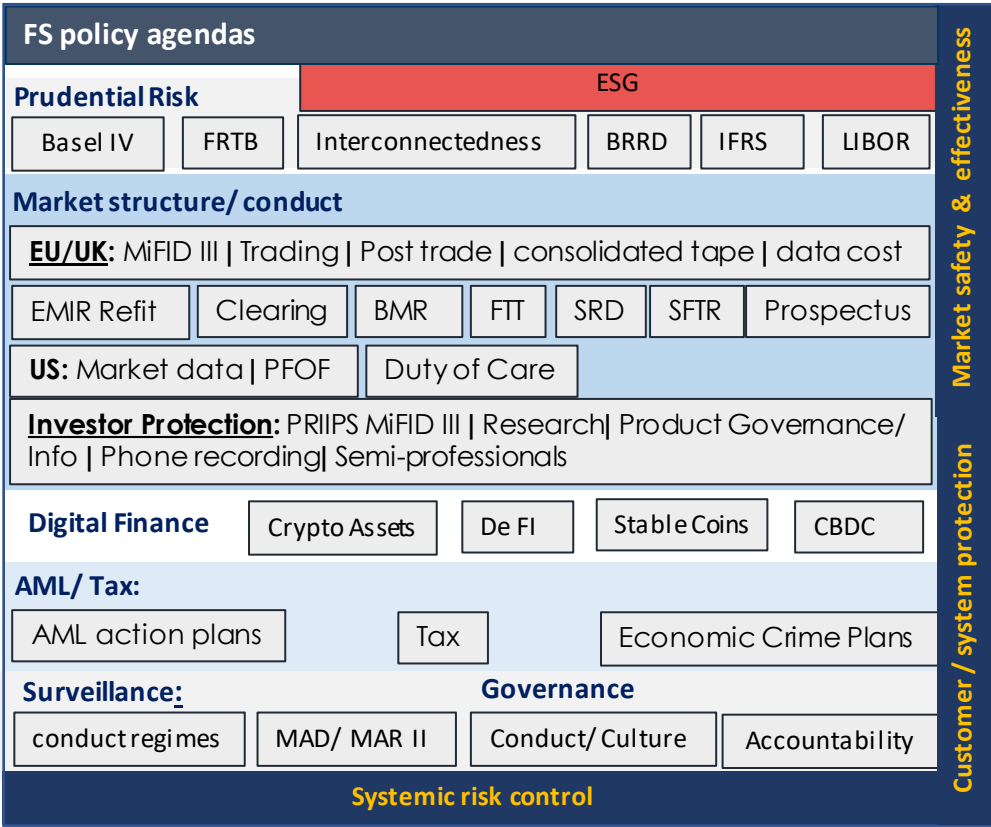 FS policy agendas
ESG
Prudential Risk
Basel IV
FRTB
Interconnectedness
BRRD
IFRS
LIBOR
Market structure/ conduct
EU/UK: MiFID III | Trading | Post trade | consolidated tape | data cost
EMIR Refit
Clearing
BMR
FTT
SRD
SFTR
Prospectus
US: Market data | PFOF
Duty of Care
Investor Protection: PRIIPS MiFID III | Research| Product Governance/
Info | Phone recording| Semi-professionals
Digital Finance
Crypto Assets
De FI
Stable Coins
CBDC
AML/ Tax:
AML action plans
Tax
Economic Crime Plans
Surveillance:
Governance
conduct regimes
MAD/ MAR II
Conduct/ Culture
Accountability
Systemic risk control
Market safety & effectiveness
Customer / system protection